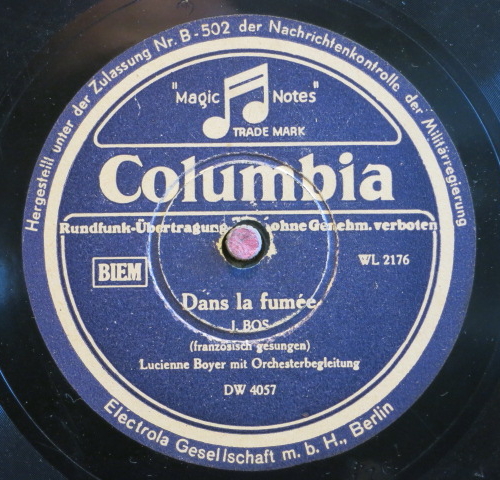 Hergestellt unter der Zulassung Nr. B-502 der Nachrichtenkontrolle der Militärregierung
"Magic Notes"
TRADE MARK
Columbia
Rundfunk-Übertragung ohne Genehm. verboten
BIEM
WL 2176
Dans la fumée
J. BOS
(französisch gesungen)
Lucienne Boyer mit Orchesterbegleitung
DW 4057
Electrola Gesellschaft m. b. H., Berlin